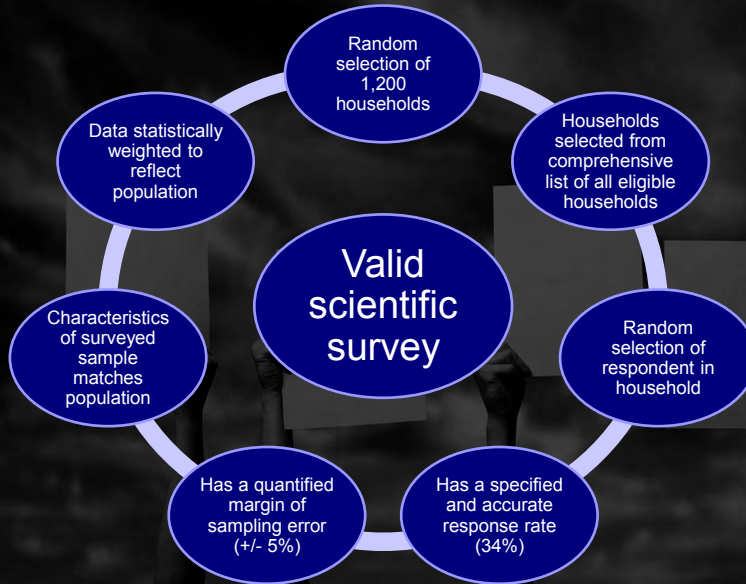 Random
selection of
1,200
households
Households
selected from
comprehensive
list of all eligible
households
Random
selection of
respondent in
household
Has a specified
and accurate
response rate
(34%)
Has a quantified
margin of
sampling error
(+/- 5%)
Characteristics
of surveyed
sample
matches
population
Data statistically
weighted to
reflect
population
Valid
scientific
survey